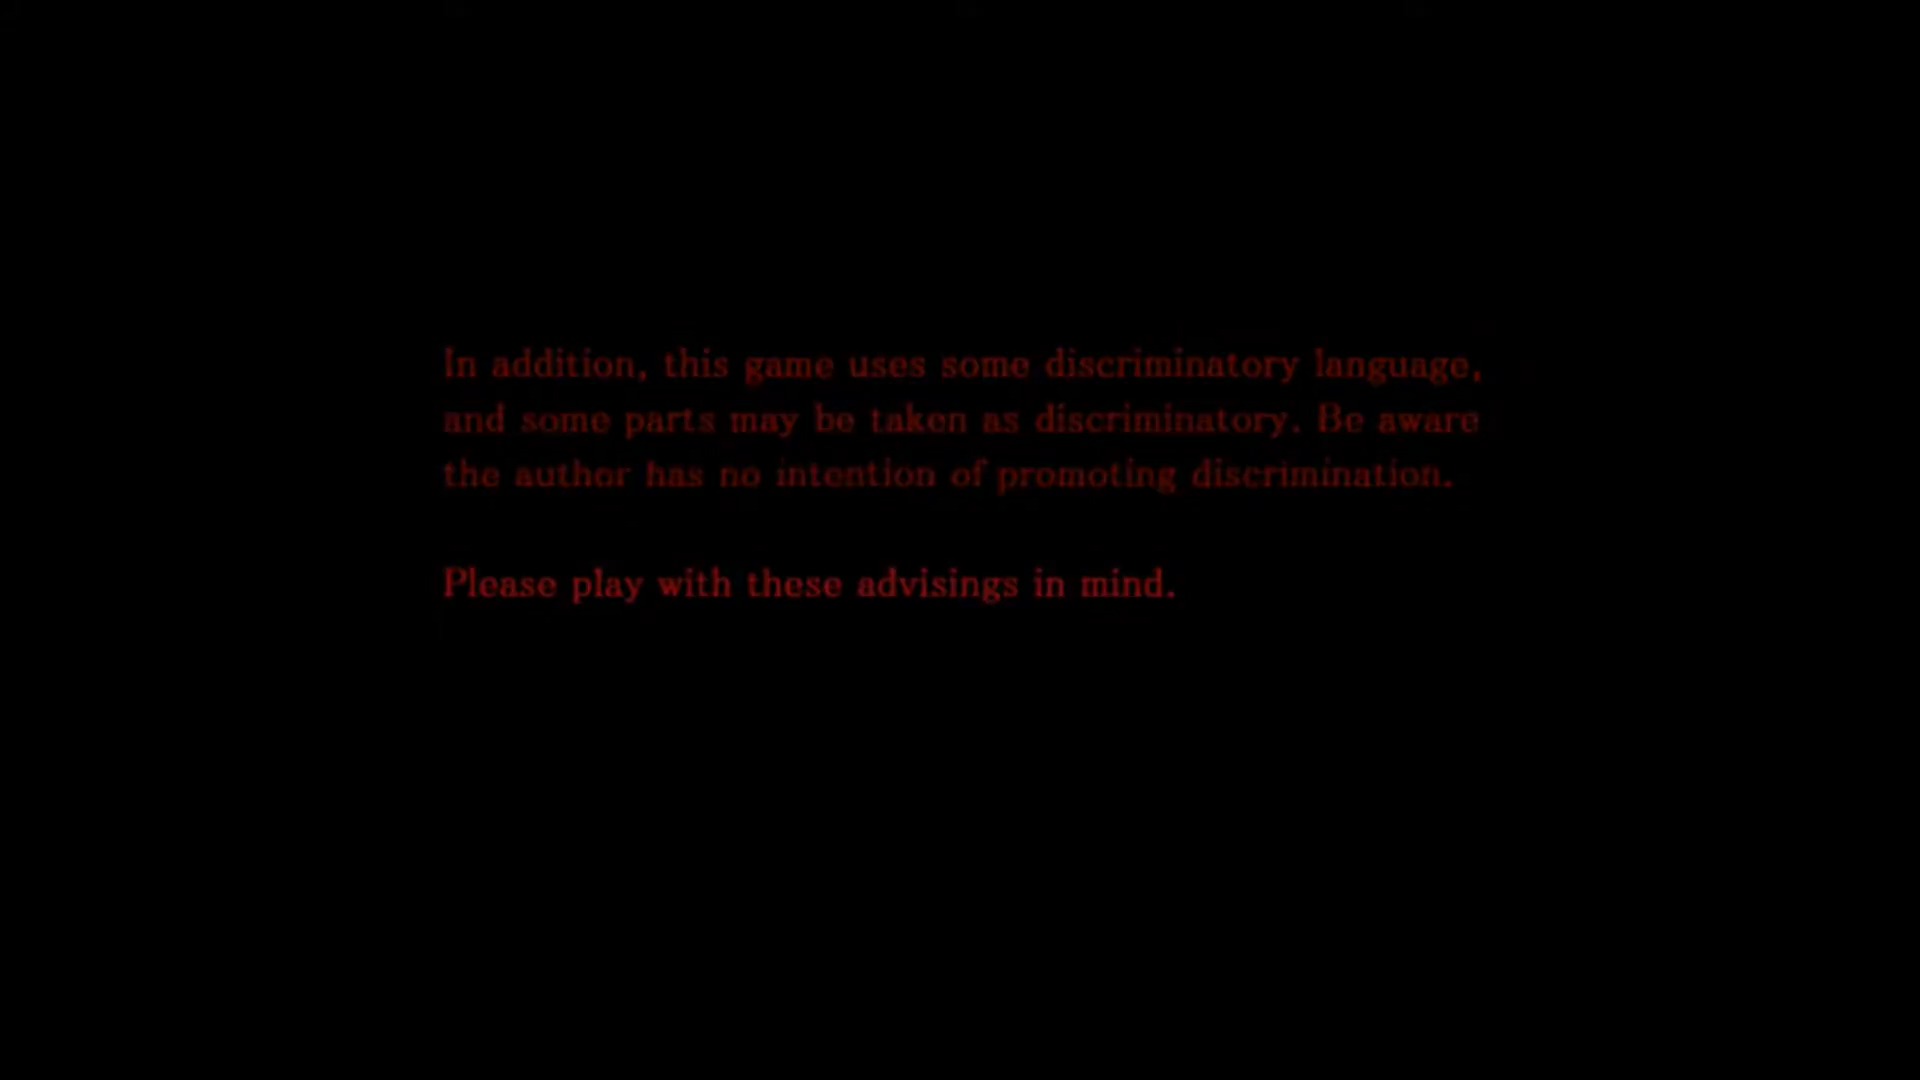 In addition, this game uses some discriminatory language,
and some parts may be taken as discriminatory. Be aware
the author has no intention of promoting discrimination.
Please play with these advisings in mind.